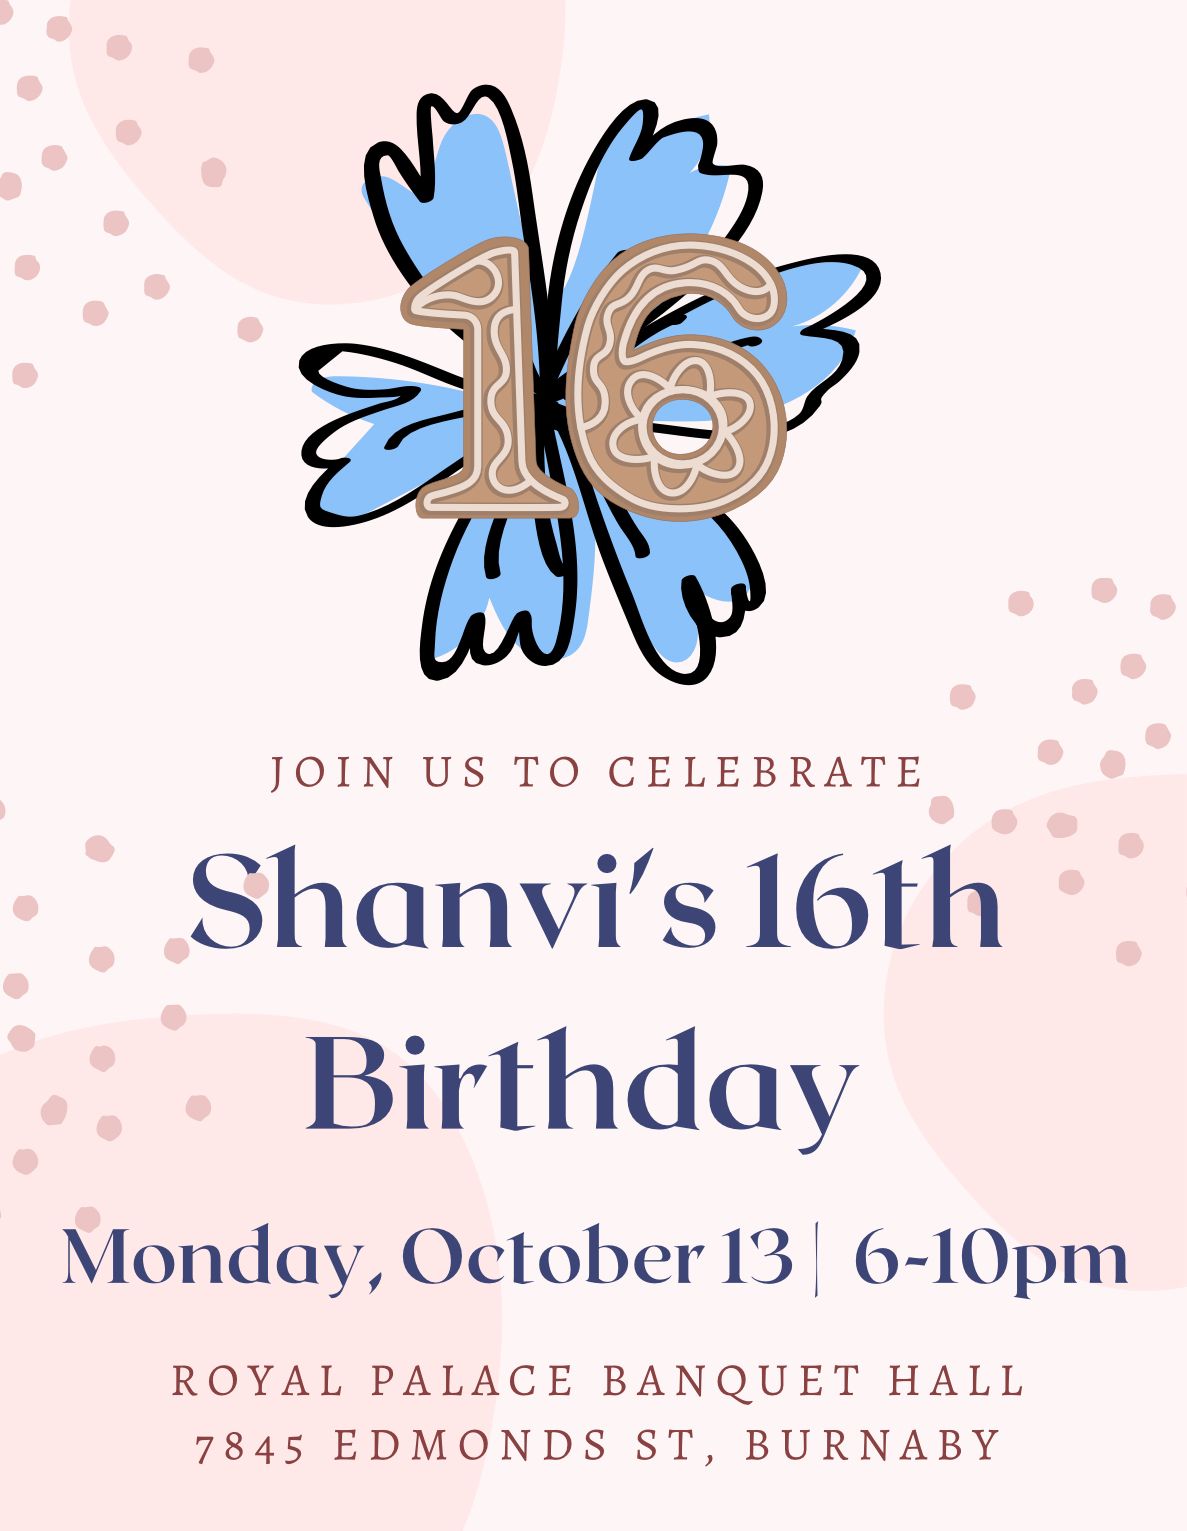 16
JOIN US TO CELEBRATE
Shanvi's 16th
Birthday
Monday, October 13| 6-10pm
ROYAL PALACE BANQUET HALL
7845 EDMONDS ST, BURNABY